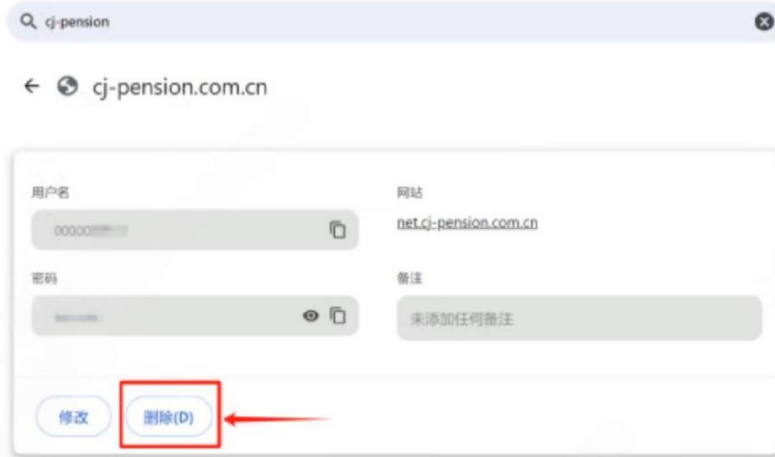 cj-pension
cj-pension.com.cn
用户名
网站
00000
net.cj-pension.com.cn
密码
备注
未添加任何备注
修改
删除(D)